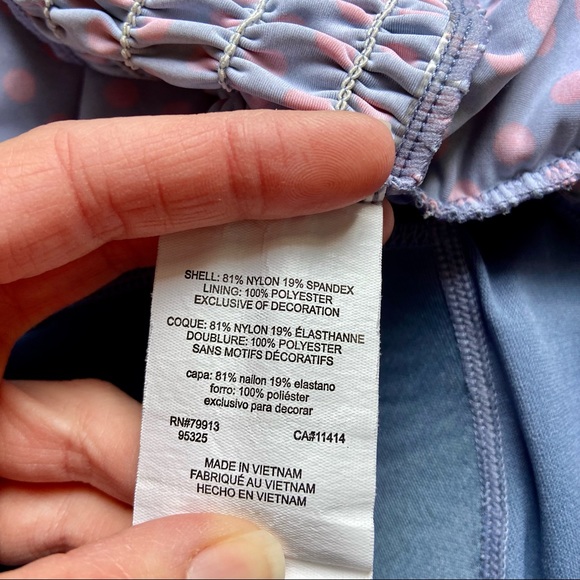 SHELL: 81% NYLON 19% SPANDEX
LINING: 100% POLYESTER
EXCLUSIVE OF DECORATION
COQUE: 81% NYLON 19% ÉLASTHANNE
DOUBLURE: 100% POLYESTER
SANS MOTIFS DÉCORATIFS
capa: 81% nailon 19% elastano
forro: 100% poliéster
exclusivo para decorar
RN#79913
95325 CA#11414
MADE IN VIETNAM
FABRIQUÉ AU VIETNAM
HECHO EN VIETNAM